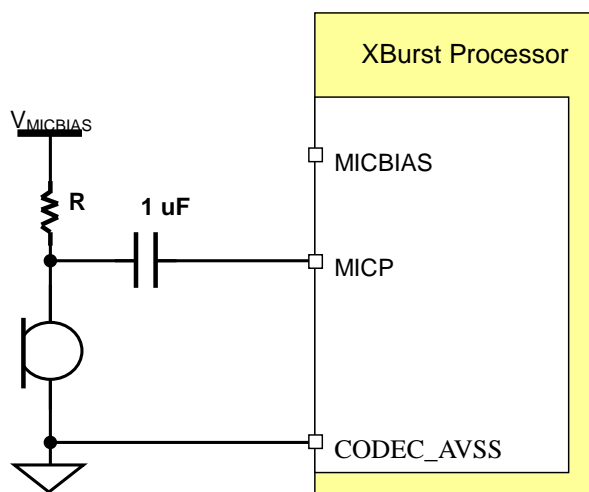 XBurst Processor
VMICBIAS
MICBIAS
R
1 uF
MICP
CODEC_AVSS